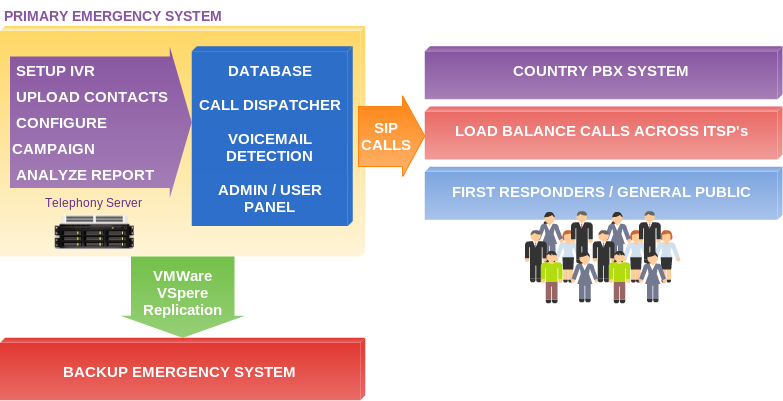 PRIMARY EMERGENCY SYSTEM
SETUP IVR
UPLOAD CONTACTS
CONFIGURE
CAMPAIGN
ANALYZE REPORT
Telephony Server
DATABASE
CALL DISPATCHER
VOICEMAIL
DETECTION
ADMIN / USER
PANEL
SIP
CALLS
COUNTRY PBX SYSTEM
LOAD BALANCE CALLS ACROSS ITSP's
FIRST RESPONDERS / GENERAL PUBLIC
VMWare
VSpere
Replication
BACKUP EMERGENCY SYSTEM